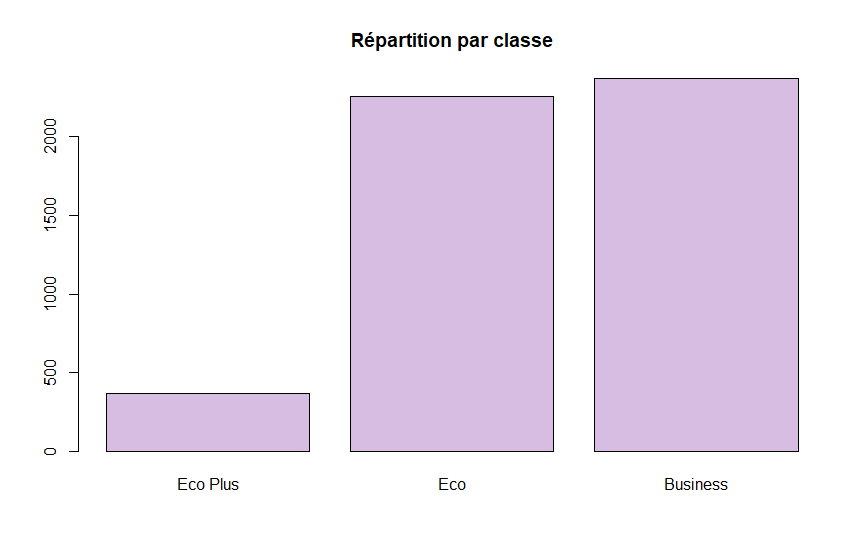 Répartition par classe
2000
1500
1000
500
0
Eco Plus
Eco
Business